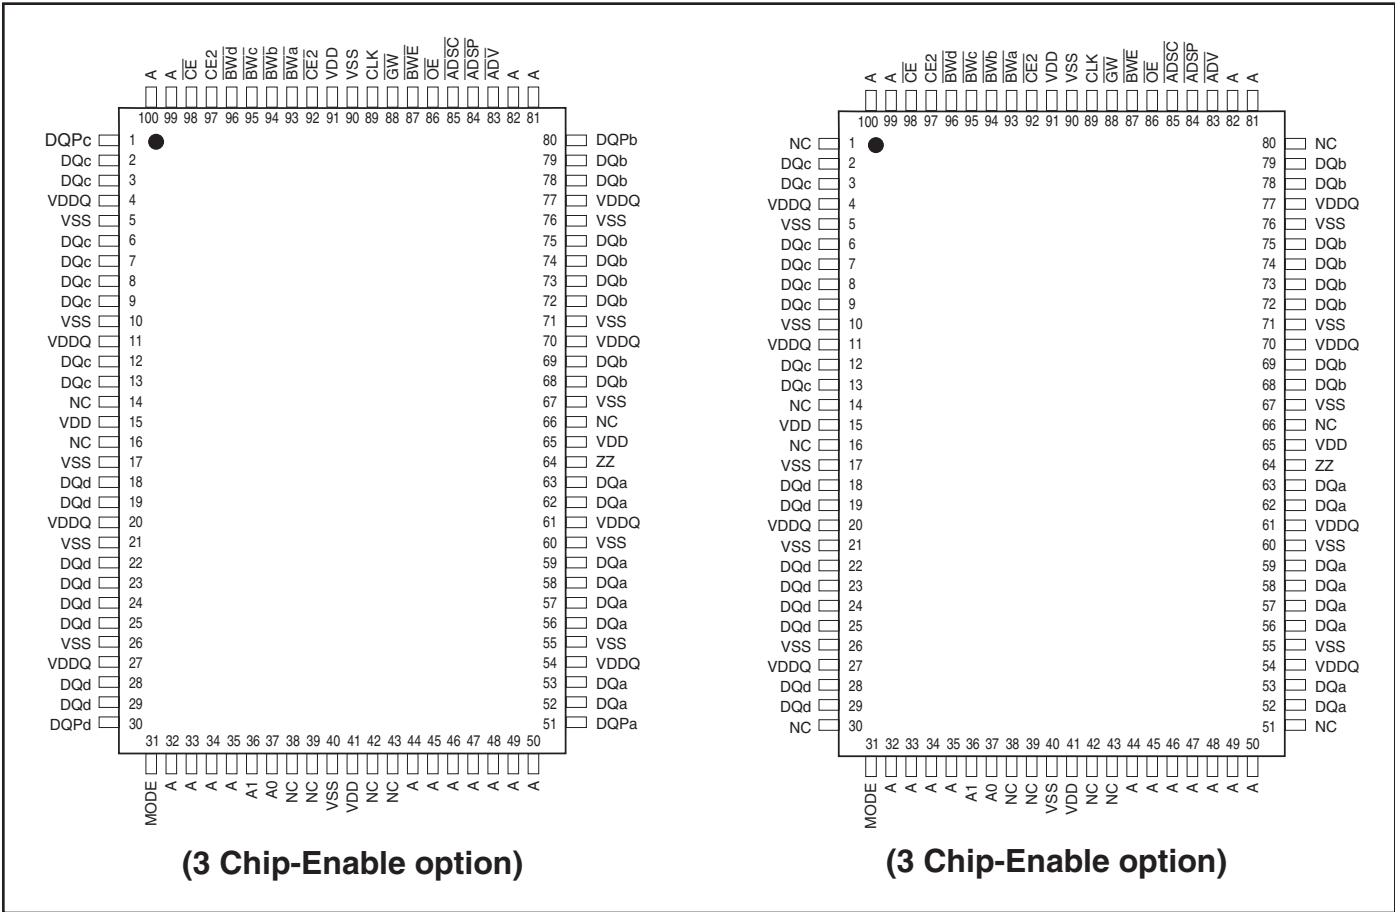 A A CE CE2 BWd BWc BWb BWa CE2 VDD VSS CLK GW BWE OE ADSC ADSP ADV A A
100 99 98 97 96 95 94 93 92 91 90 89 88 87 86 85 84 83 82 81
DQPc 1 80 DQPb
DQc 2 79 DQb
DQc 3 78 DQb
VDDQ 4 77 VDDQ
VSS 5 76 VSS
DQc 6 75 DQb
DQc 7 74 DQb
DQc 8 73 DQb
DQc 9 72 DQb
VSS 10 71 VSS
VDDQ 11 70 VDDQ
DQc 12 69 DQb
DQc 13 68 DQb
NC 14 67 VSS
VDD 15 66 NC
NC 16 65 VDD
VSS 17 64 ZZ
DQd 18 63 DQa
DQd 19 62 DQa
VDDQ 20 61 VDDQ
VSS 21 60 VSS
DQd 22 59 DQa
DQd 23 58 DQa
DQd 24 57 DQa
DQd 25 56 DQa
VSS 26 55 VSS
VDDQ 27 54 VDDQ
DQd 28 53 DQa
DQd 29 52 DQa
DQPd 30 51 DQPa
31 32 33 34 35 36 37 38 39 40 41 42 43 44 45 46 47 48 49 50
MODE A A A A A1 A0 NC NC VSS VDD NC NC A A A A A A A
(3 Chip-Enable option)
A A CE CE2 BWd BWc BWb BWa CE2 VDD VSS CLK GW BWE OE ADSC ADSP ADV A A
100 99 98 97 96 95 94 93 92 91 90 89 88 87 86 85 84 83 82 81
NC 1 80 NC
DQc 2 79 DQb
DQc 3 78 DQb
VDDQ 4 77 VDDQ
VSS 5 76 VSS
DQc 6 75 DQb
DQc 7 74 DQb
DQc 8 73 DQb
DQc 9 72 DQb
VSS 10 71 VSS
VDDQ 11 70 VDDQ
DQc 12 69 DQb
DQc 13 68 DQb
NC 14 67 VSS
VDD 15 66 NC
NC 16 65 VDD
VSS 17 64 ZZ
DQd 18 63 DQa
DQd 19 62 DQa
VDDQ 20 61 VDDQ
VSS 21 60 VSS
DQd 22 59 DQa
DQd 23 58 DQa
DQd 24 57 DQa
DQd 25 56 DQa
VSS 26 55 VSS
VDDQ 27 54 VDDQ
DQd 28 53 DQa
DQd 29 52 DQa
NC 30 51 NC
31 32 33 34 35 36 37 38 39 40 41 42 43 44 45 46 47 48 49 50
MODE A A A A A1 A0 NC NC VSS VDD NC NC A A A A A A A
(3 Chip-Enable option)